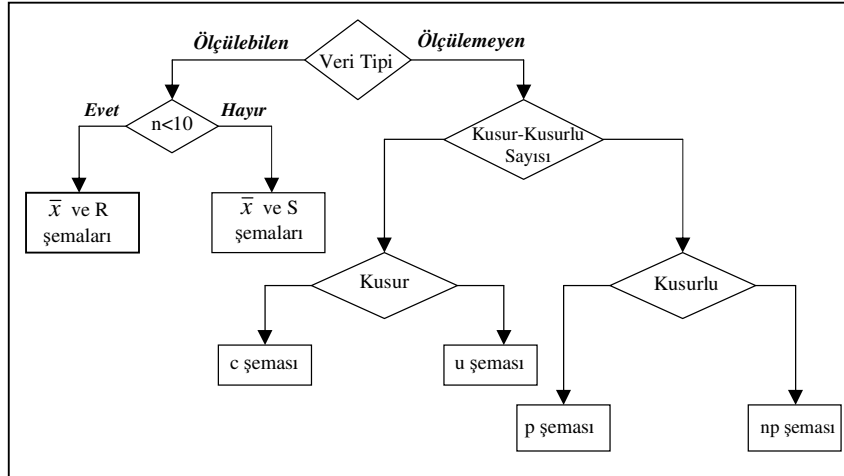 Ölçülebilen
Veri Tipi
Ölçülemeyen
Evet
n<10
Hayır
Kusur-Kusurlu
Sayısı
x̅ ve R
şemaları
x̅ ve S
şemaları
Kusur
Kusurlu
c şeması
u şeması
p şeması
np şeması